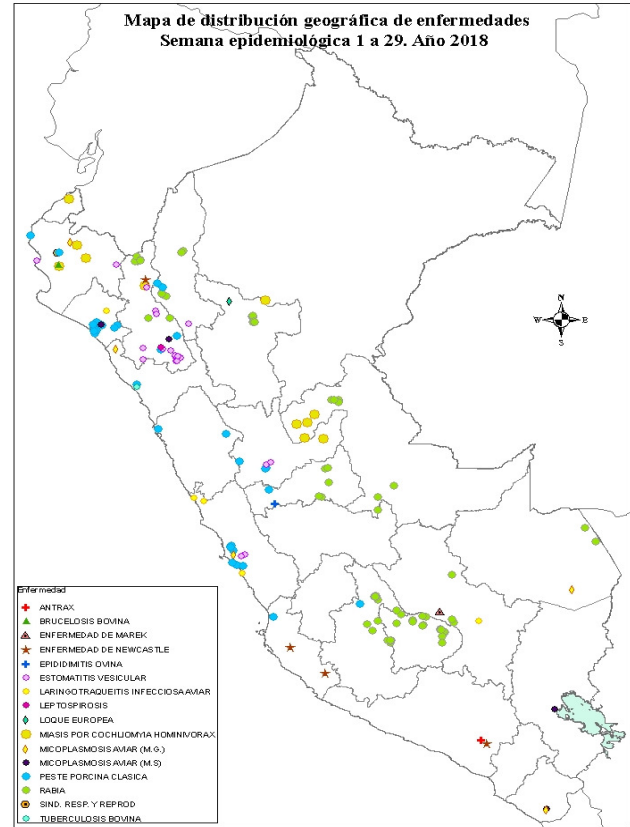 Mapa de distribución geográfica de enfermedades
Semana epidemiológica 1 a 29. Año 2018
N
W
E
S
Enfermedad
ANTRAX
BRUCELOSIS BOVINA
ENFERMEDAD DE MAREK
ENFERMEDAD DE NEWCASTLE
EPIDIDIMITIS OVINA
ESTOMATITIS VESICULAR
LARINGOTRAQUEITIS INFECCIOSA AVIAR
LEPTOSPIROSIS
LOQUE EUROPEA
MIASIS POR COCHLIOMYIA HOMINIVORAX
MICOPLASMOSIS AVIAR (M.G.)
MICOPLASMOSIS AVIAR (M.S)
PESTE PORCINA CLASICA
RABIA
SIND. RESP. Y REPROD
TUBERCULOSIS BOVINA